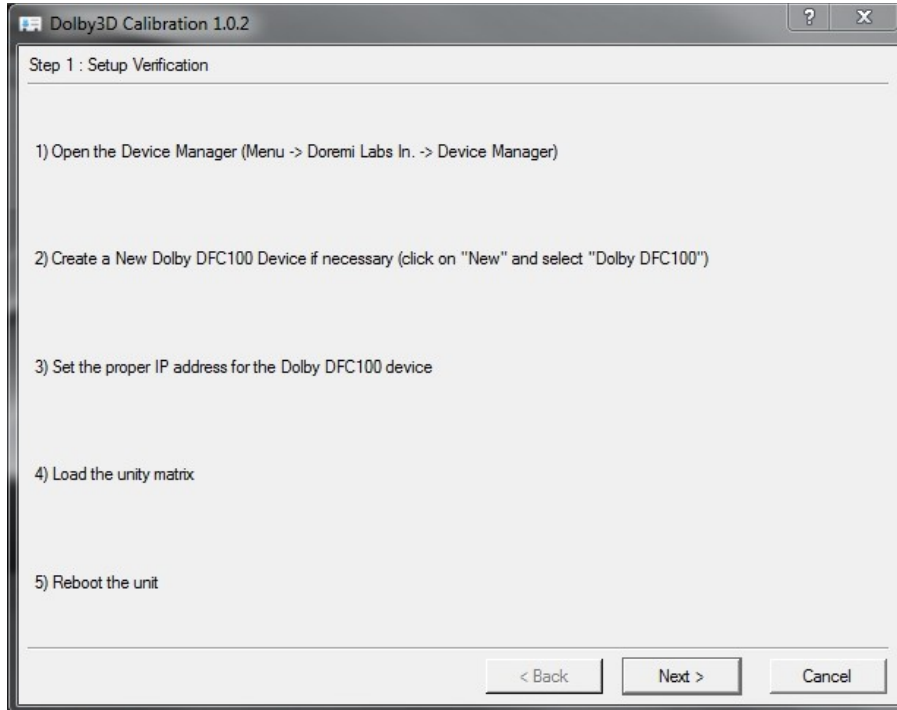 Dolby3D Calibration 1.0.2
? X
Step 1 : Setup Verification
1) Open the Device Manager (Menu -> Doremi Labs In. -> Device Manager)
2) Create a New Dolby DFC100 Device if necessary (click on "New" and select "Dolby DFC100")
3) Set the proper IP address for the Dolby DFC100 device
4) Load the unity matrix
5) Reboot the unit
< Back Next > Cancel